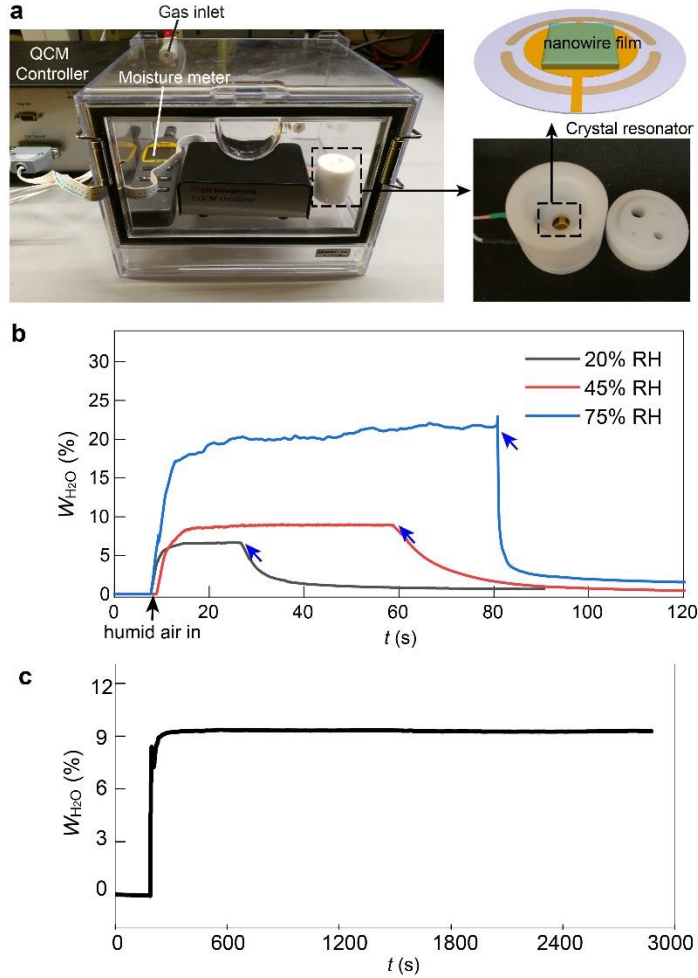 a
Gas inlet
QCM
Controller
Moisture meter
nanowire film
Crystal resonator
QCM Oscillator
b
30
25
20
15
10
5
0
W_H2O (%)
20% RH
45% RH
75% RH
0
20
40
60
80
100
120
humid air in
t (s)
c
12
9
6
3
0
W_H2O (%)
0
600
1200
1800
2400
3000
t (s)